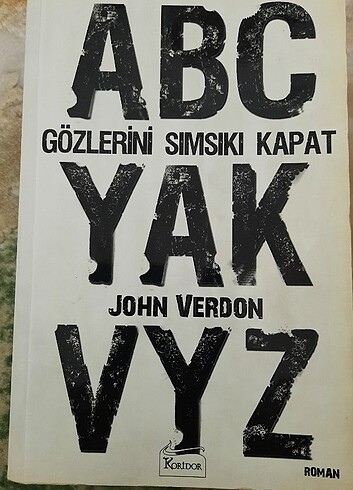 ABC
GÖZLERİNİ SIMSIKI KAPAT
YAK
JOHN VERDON
VYZ
KORİDOR
ROMAN